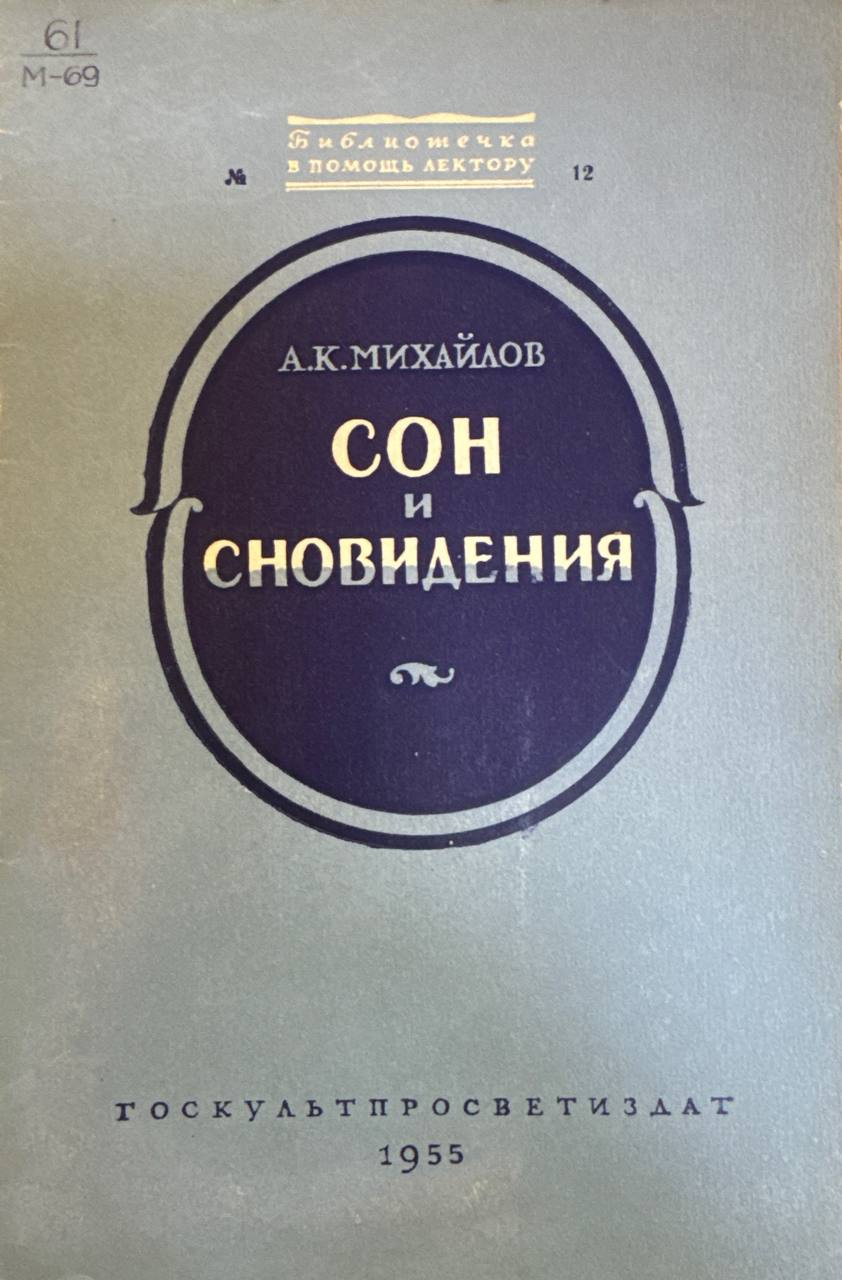 61
М-69
Библиотечка
В ПОМОЩЬ ЛЕКТОРУ
№ 12
А.К.МИХАЙЛОВ
СОН
И
СНОВИДЕНИЯ
ГОСКУЛЬТПРОСВЕТИЗДАТ
1955